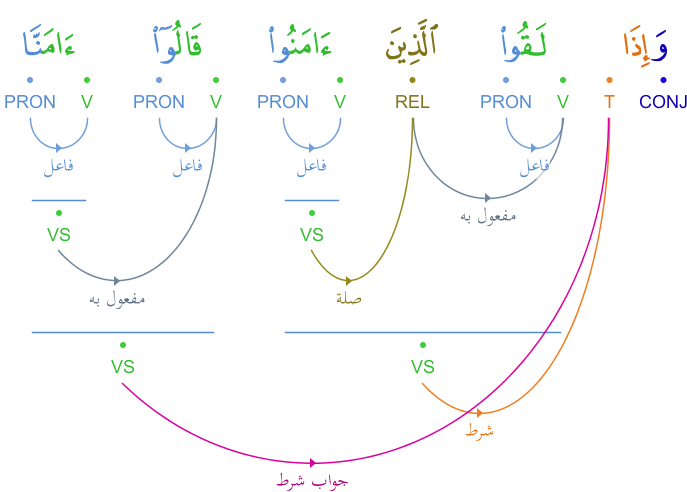 وَإِذَا لَقُوا۟ ٱلَّذِينَ ءَامَنُوا۟ قَالُوٓا۟ ءَامَنَّا
CONJ T V PRON REL V PRON V PRON V PRON
فاعل فاعل فاعل فاعل
مفعول به
VS VS
مفعول به صلة
VS VS
شرط
جواب شرط